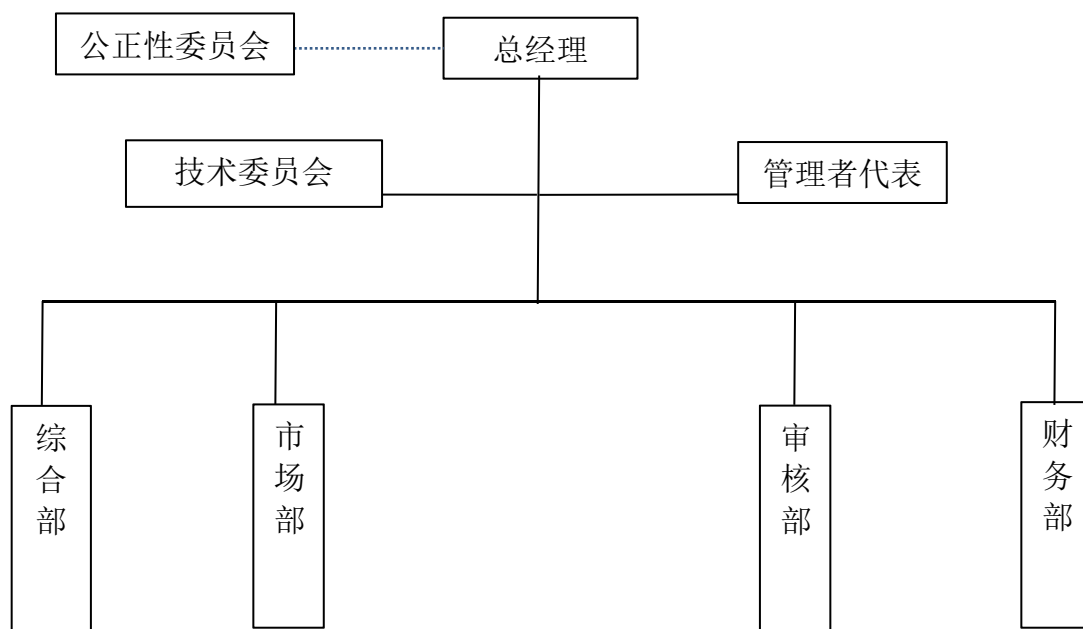 公正性委员会
总经理
技术委员会
管理者代表
综合部
市场部
审核部
财务部